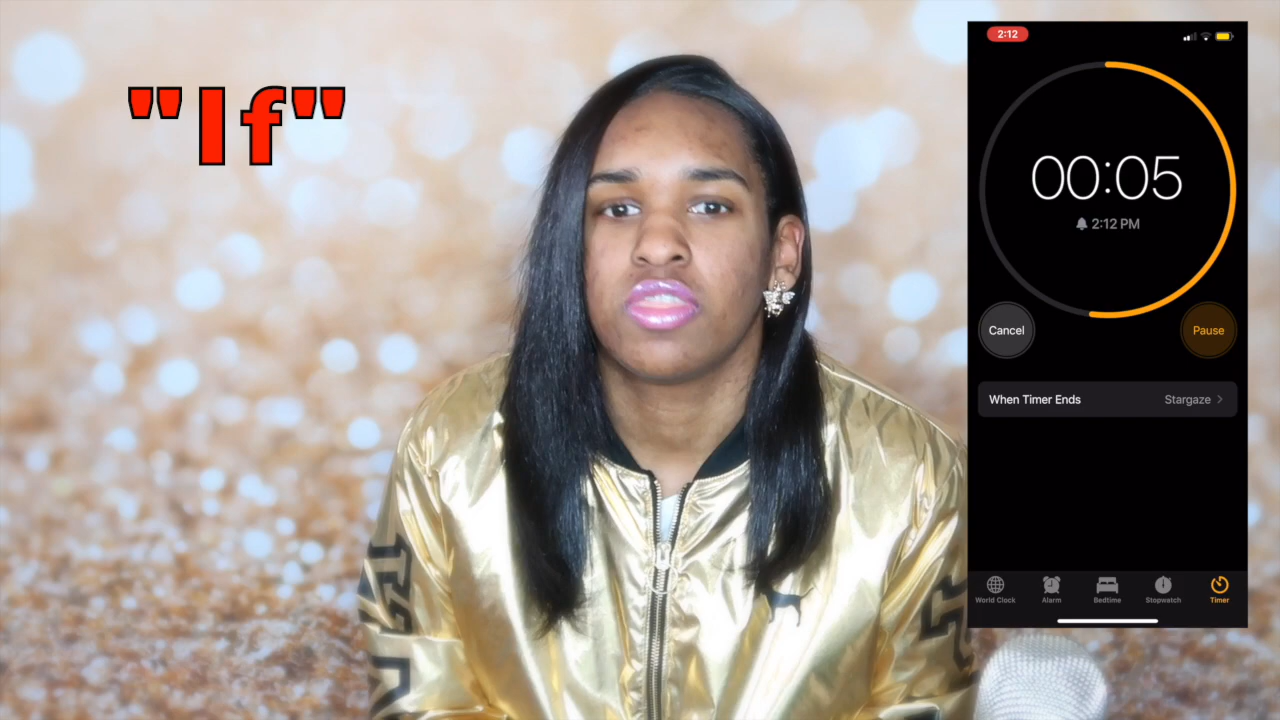 "If"
2:12
00:05
2:12 PM
Cancel
Pause
When Timer Ends
Stargaze
World Clock
Alarm
Bedtime
Stopwatch
Timer